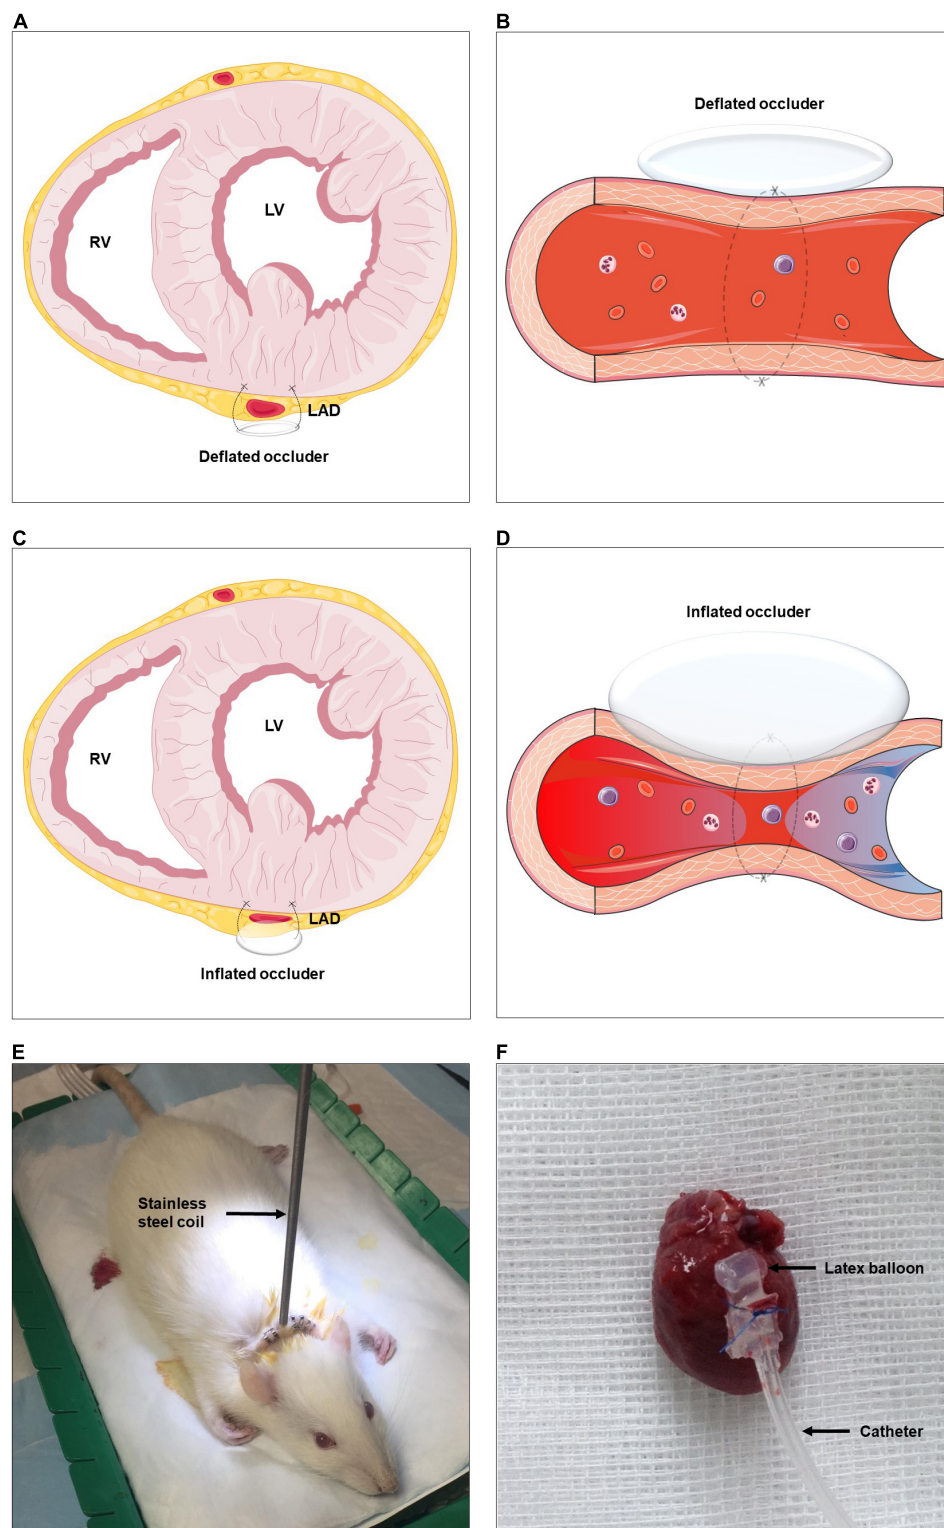 A
RV
LV
LAD
Deflated occluder
B
Deflated occluder
C
RV
LV
LAD
Inflated occluder
D
Inflated occluder
E
Stainless
steel coil
F
Latex balloon
Catheter